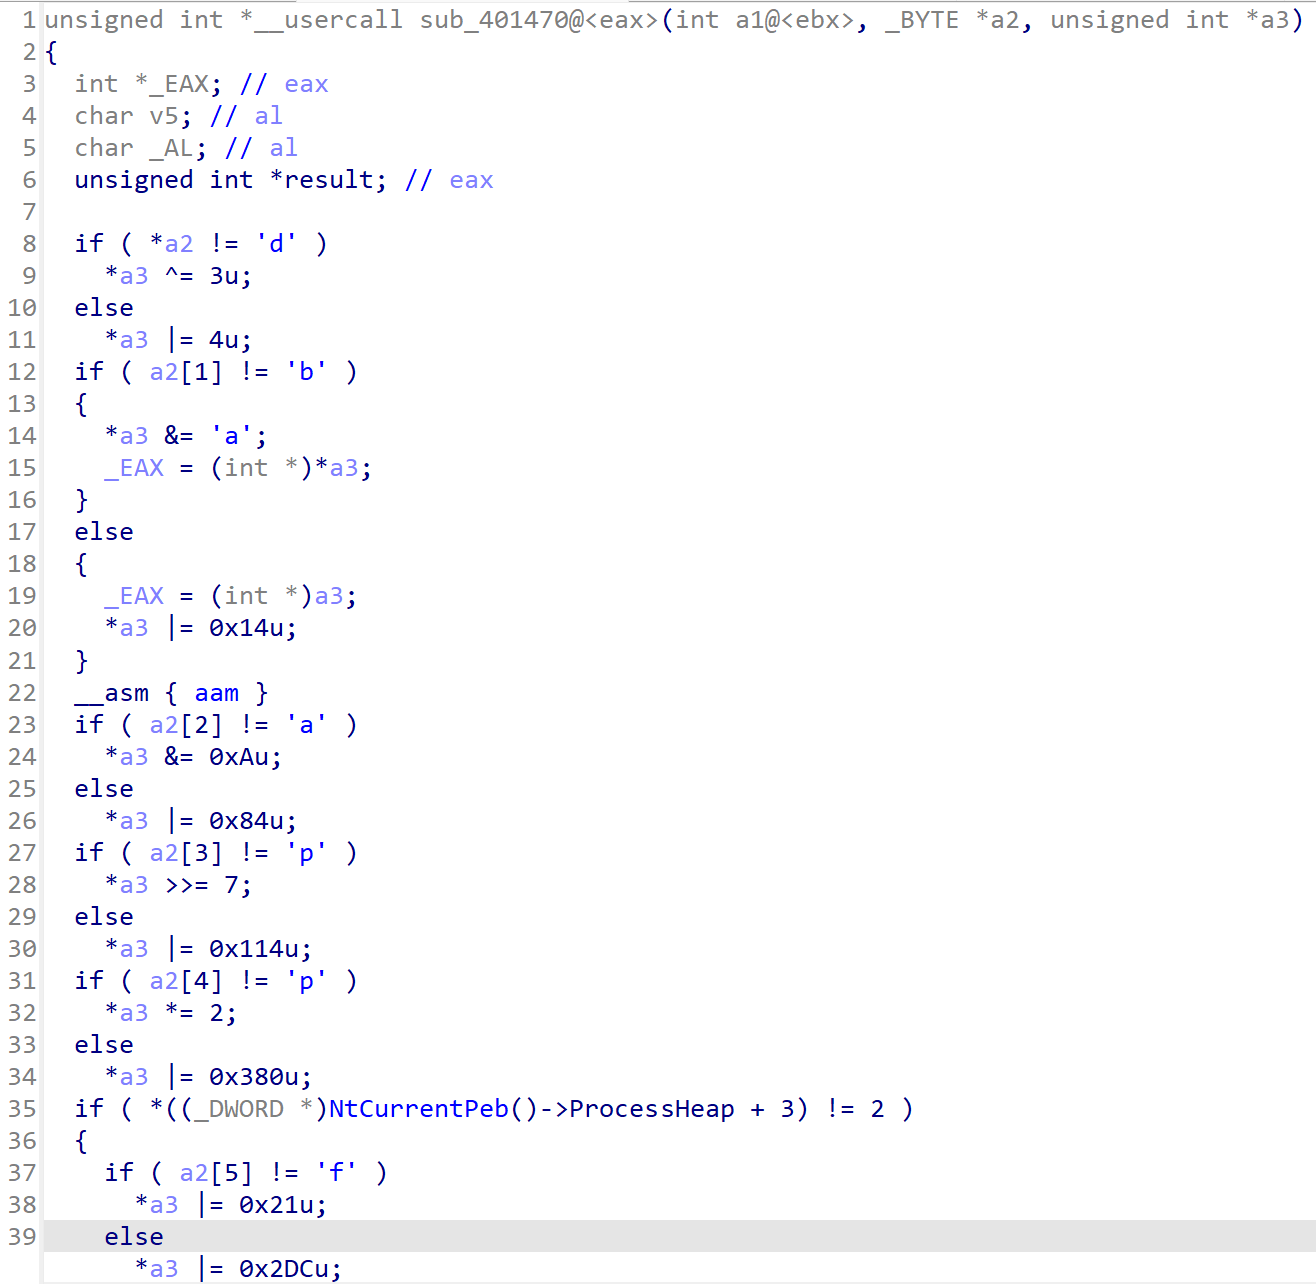 1 unsigned int *__usercall sub_401470@<eax>(int a1@<ebx>, _BYTE *a2, unsigned int *a3)
2 {
3   int *_EAX; // eax
4   char v5; // al
5   char _AL; // al
6   unsigned int *result; // eax
7
8   if ( *a2 != 'd' )
9     *a3 ^= 3u;
10   else
11     *a3 |= 4u;
12   if ( a2[1] != 'b' )
13   {
14     *a3 &= 'a';
15     _EAX = (int *)*a3;
16   }
17   else
18   {
19     _EAX = (int *)a3;
20     *a3 |= 0x14u;
21   }
22   __asm { aam }
23   if ( a2[2] != 'a' )
24     *a3 &= 0xAu;
25   else
26     *a3 |= 0x84u;
27   if ( a2[3] != 'p' )
28     *a3 >>= 7;
29   else
30     *a3 |= 0x114u;
31   if ( a2[4] != 'p' )
32     *a3 *= 2;
33   else
34     *a3 |= 0x380u;
35   if ( *((_DWORD *)NtCurrentPeb()->ProcessHeap + 3) != 2 )
36   {
37     if ( a2[5] != 'f' )
38       *a3 |= 0x21u;
39     else
      *a3 |= 0x2DCu;